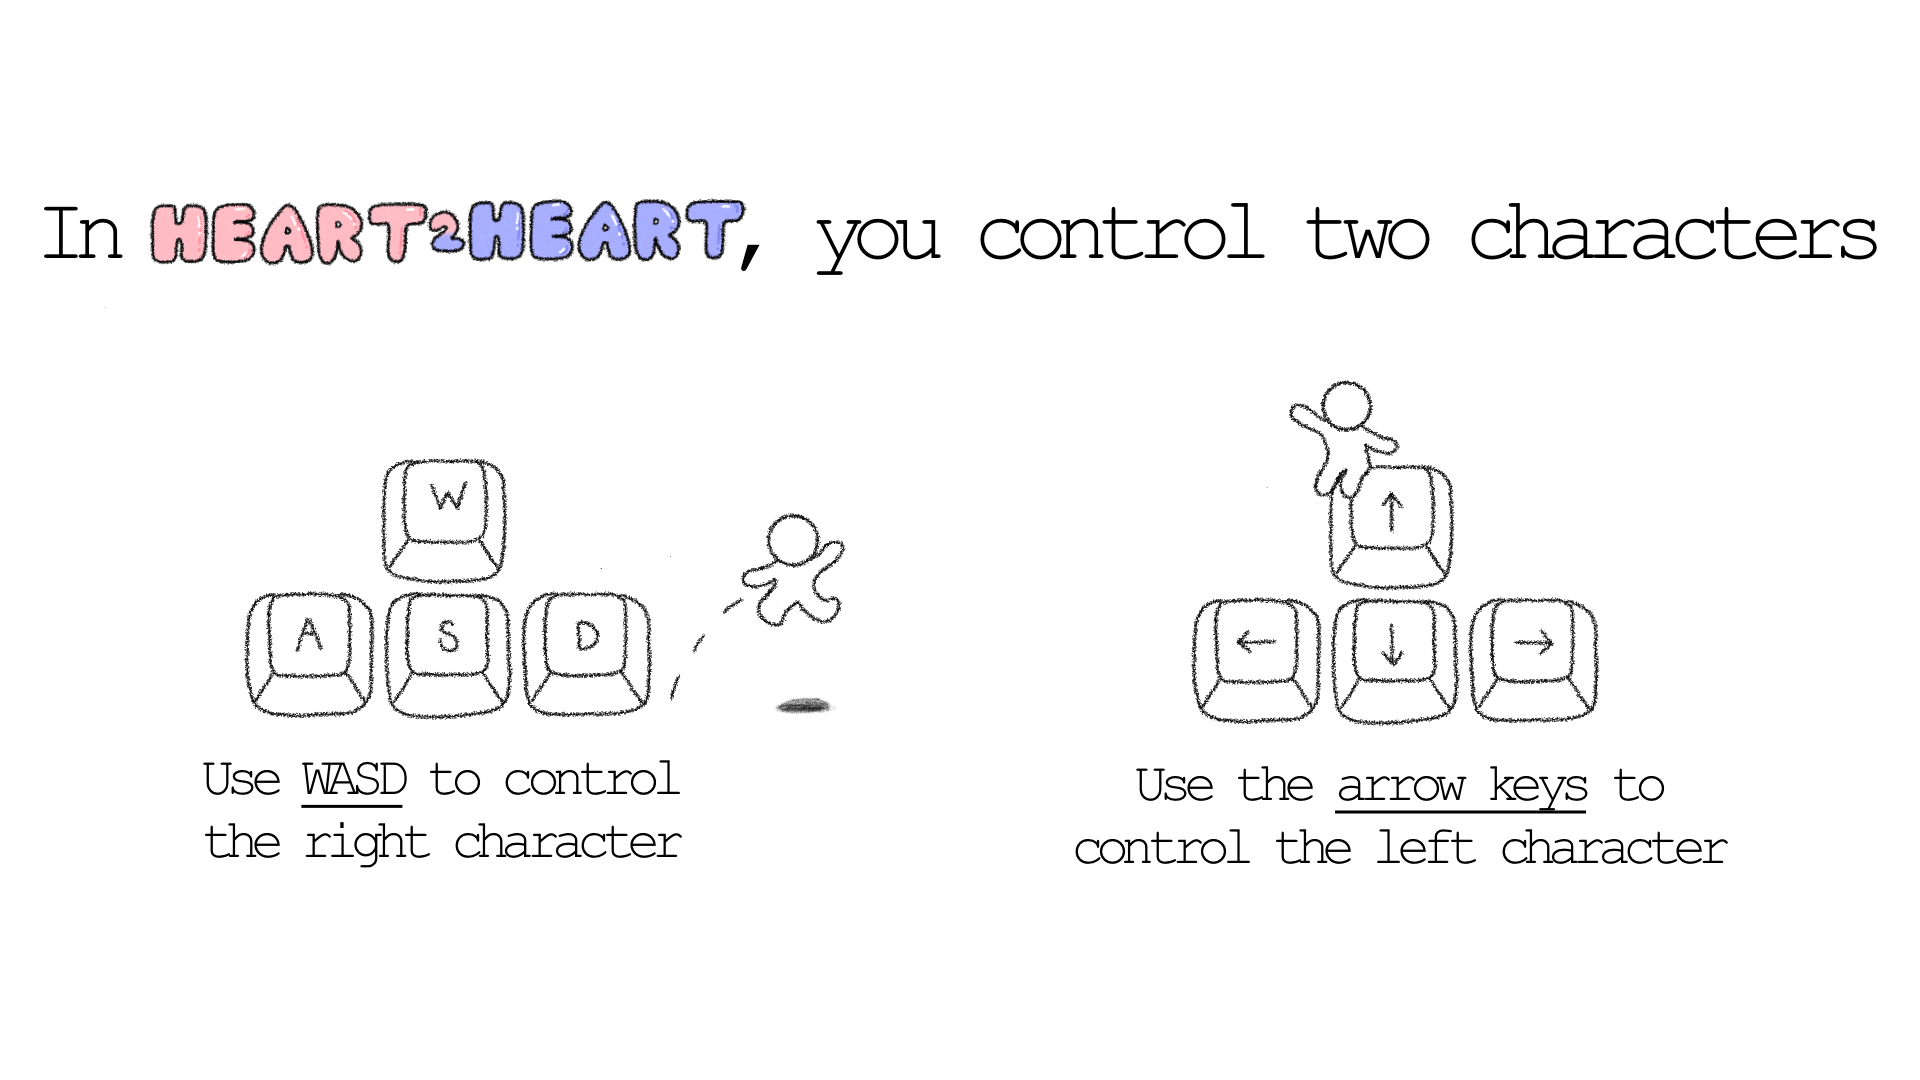 In HEART2HEART, you control two characters
W
A S D
Use WASD to control
the right character
↑
← ↓ →
Use the arrow keys to
control the left character